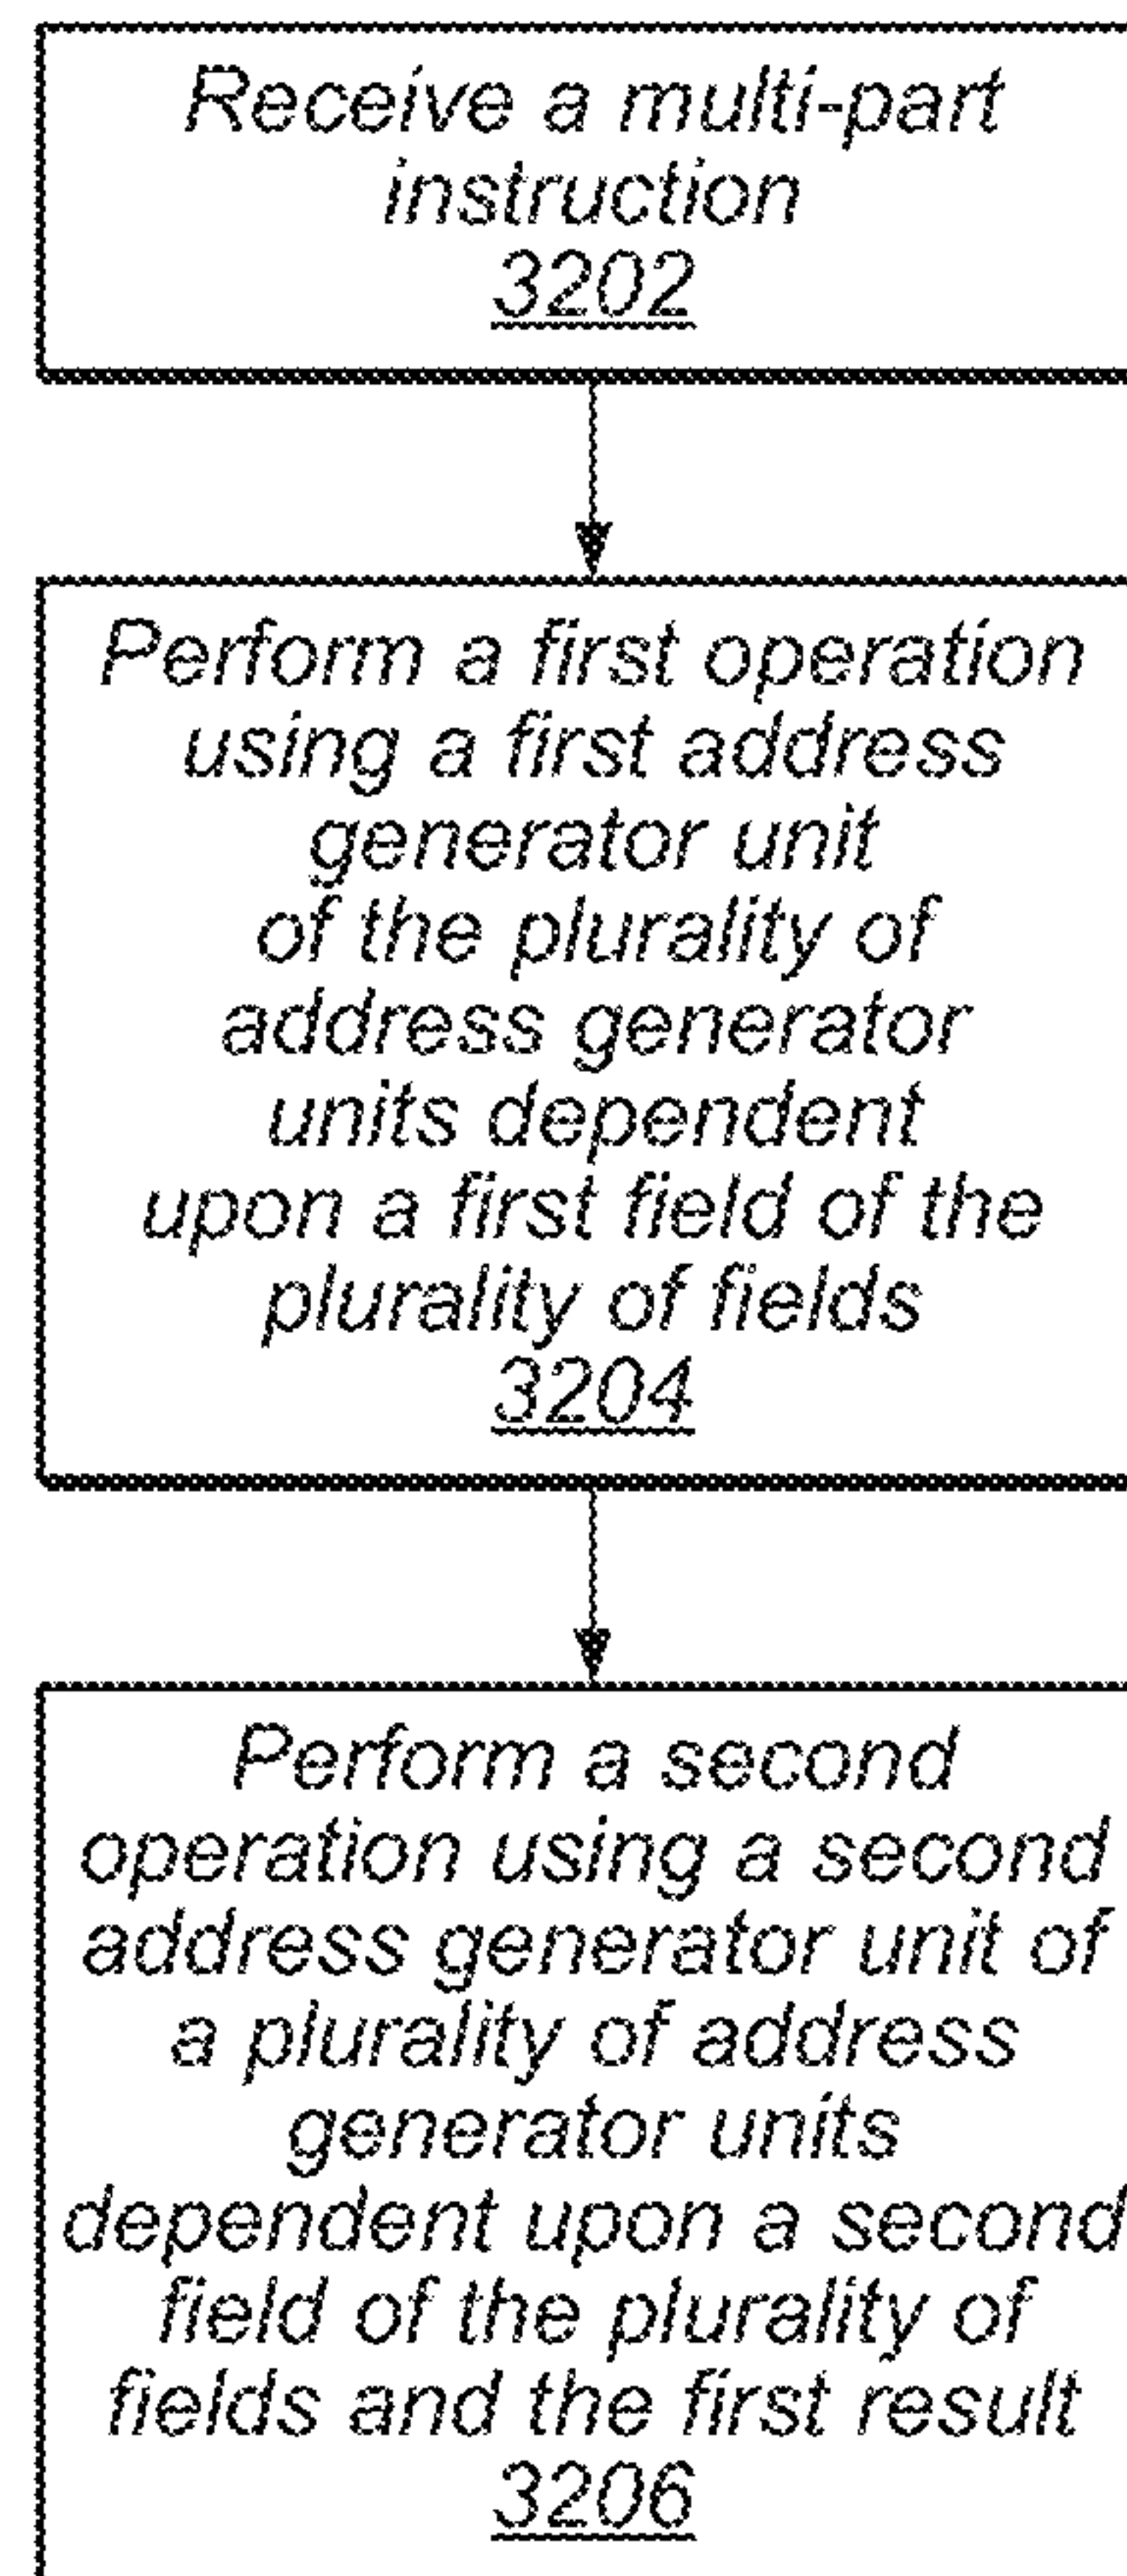 Receive a multi-part
instruction
3202
Perform a first operation
using a first address
generator unit
of the plurality of
address generator
units dependent
upon a first field of the
plurality of fields
3204
Perform a second
operation using a second
address generator unit of
a plurality of address
generator units
dependent upon a second
field of the plurality of
fields and the first result
3206